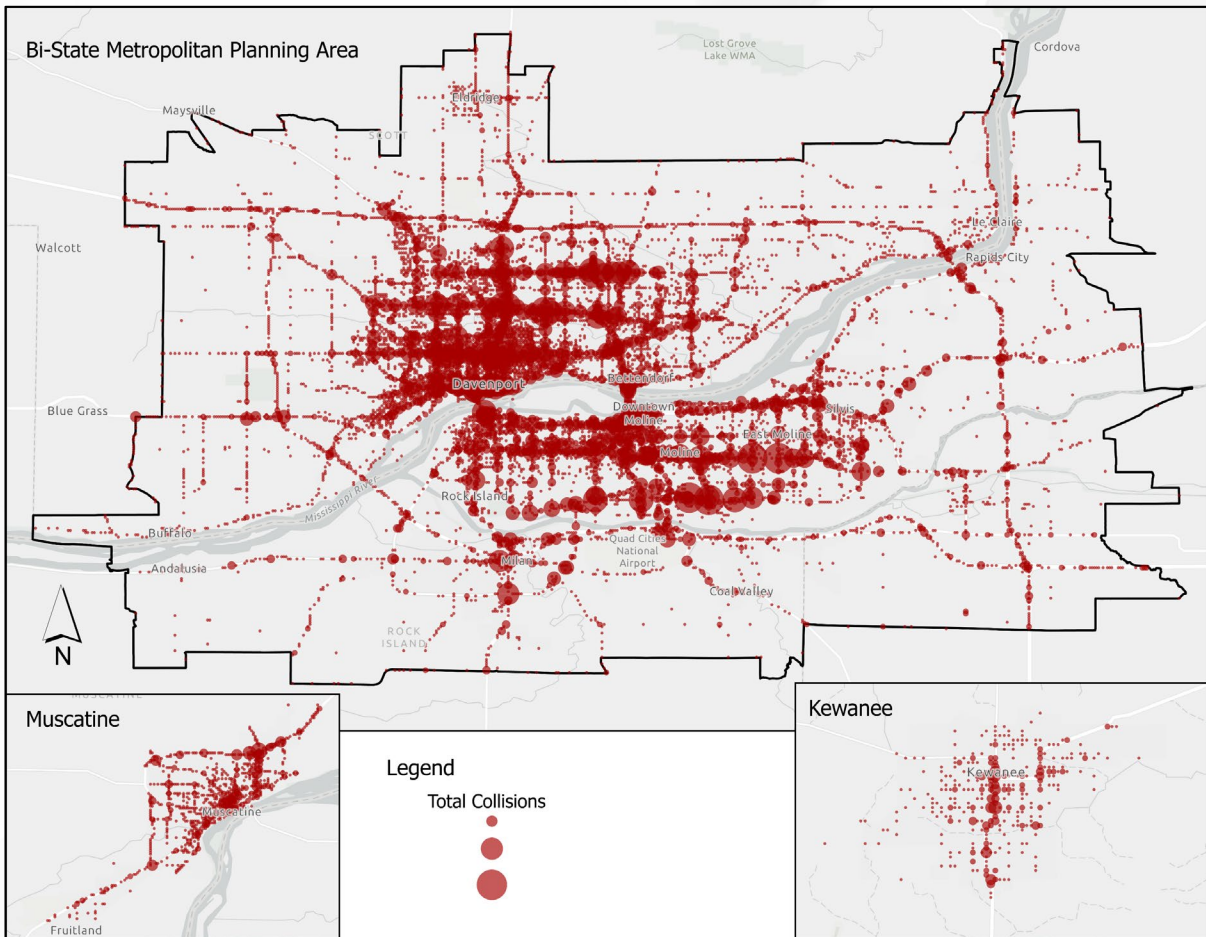 Bi-State Metropolitan Planning Area
Lost Grove
Lake WMA
Cordova
Eldridge
Maysville
SCOTT
Le Claire
Walcott
Rapids City
Bettendorf
Davenport
Downtown
Moline
Silvis
Blue Grass
East Moline
Moline
Mississippi River
Rock Island
Buffalo
Quad Cities
National
Airport
Andalusia
Milan
Coal Valley
N
ROCK
ISLAND
MUSCATINE
Muscatine
Muscatine
Fruitland
Legend
Total Collisions
Kewanee
Kewanee